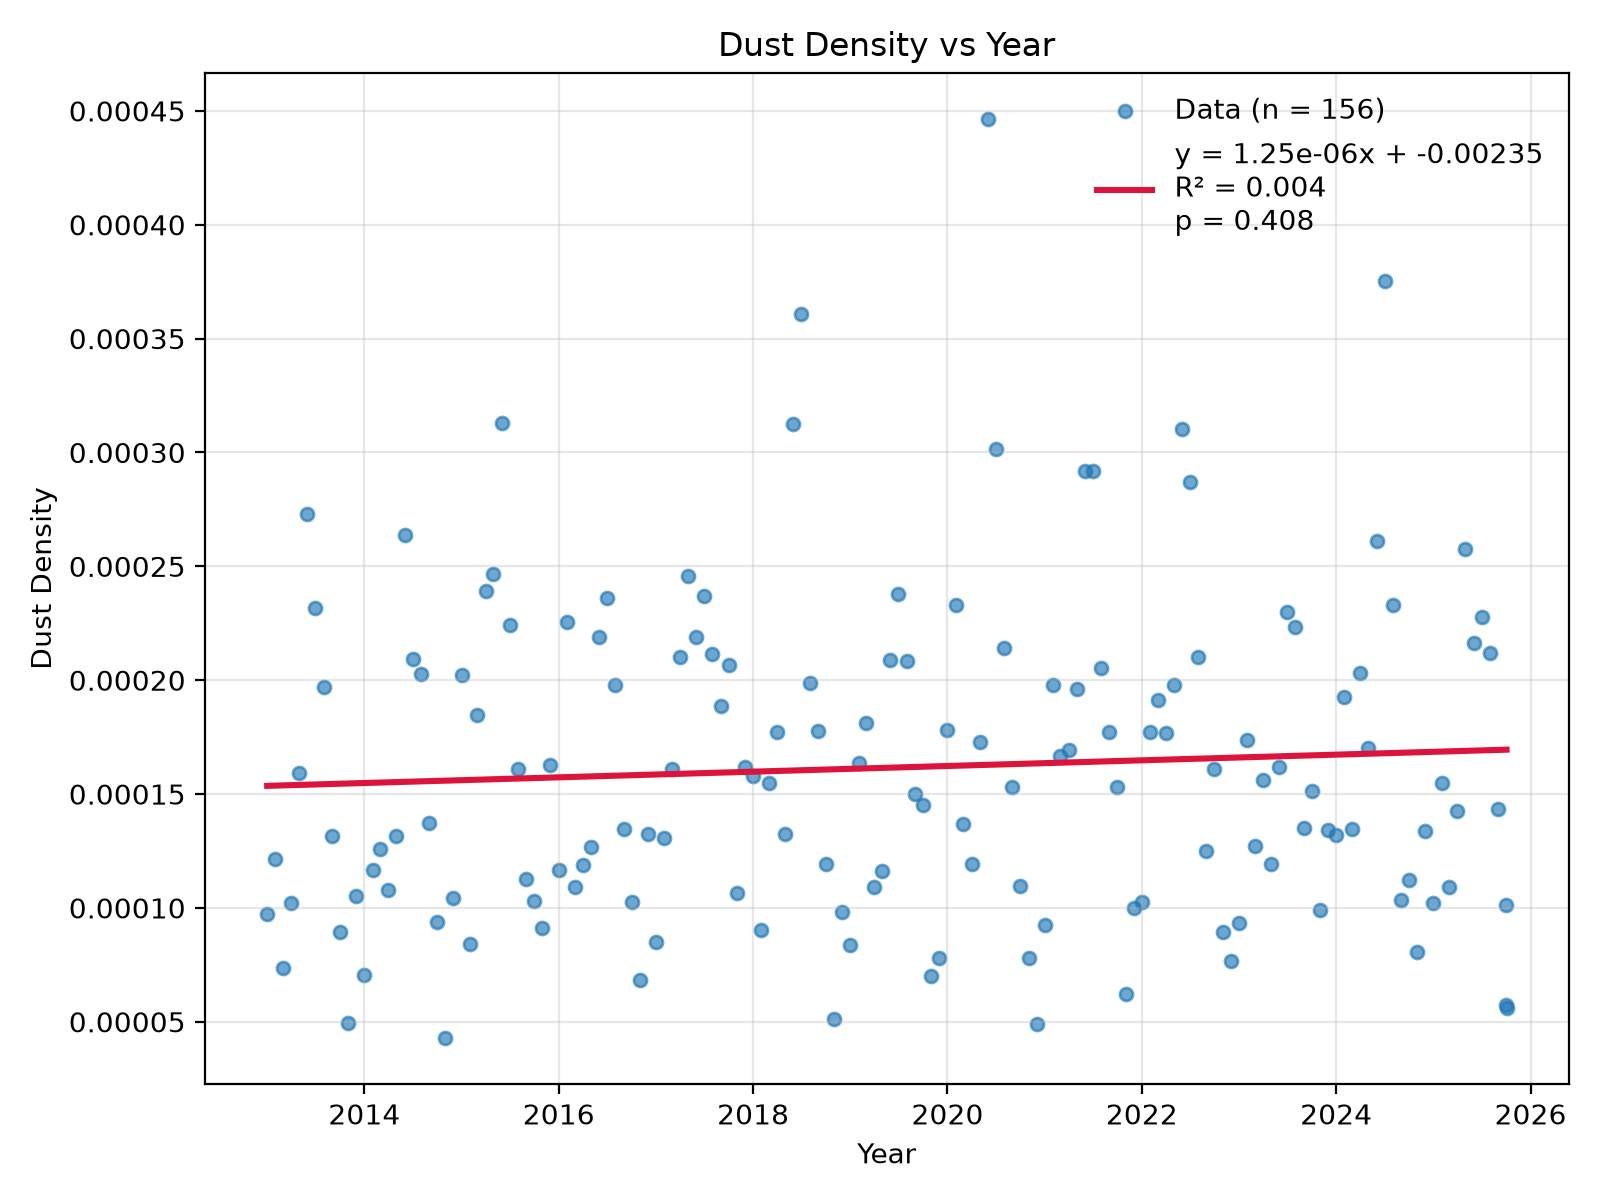 Dust Density vs Year
Data (n = 156)
y = 1.25e-06x + -0.00235
R² = 0.004
p = 0.408
0.00045
0.00040
0.00035
0.00030
0.00025
0.00020
0.00015
0.00010
0.00005
Dust Density
2014 2016 2018 2020 2022 2024 2026
Year